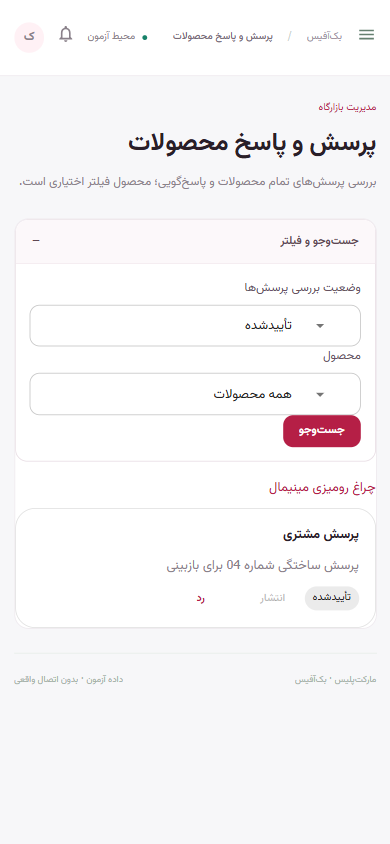 بک‌آفیس / پرسش و پاسخ محصولات محیط آزمون ک
مدیریت بازارگاه
پرسش و پاسخ محصولات
بررسی پرسش‌های تمام محصولات و پاسخ‌گویی؛ محصول فیلتر اختیاری است.
جست‌وجو و فیلتر −
وضعیت بررسی پرسش‌ها
تأییدشده
محصول
همه محصولات
جست‌وجو
چراغ رومیزی مینیمال
پرسش مشتری
پرسش ساختگی شماره 04 برای بازبینی
تأییدشده انتشار رد
مارکت‌پلیس • بک‌آفیس داده آزمون • بدون اتصال واقعی